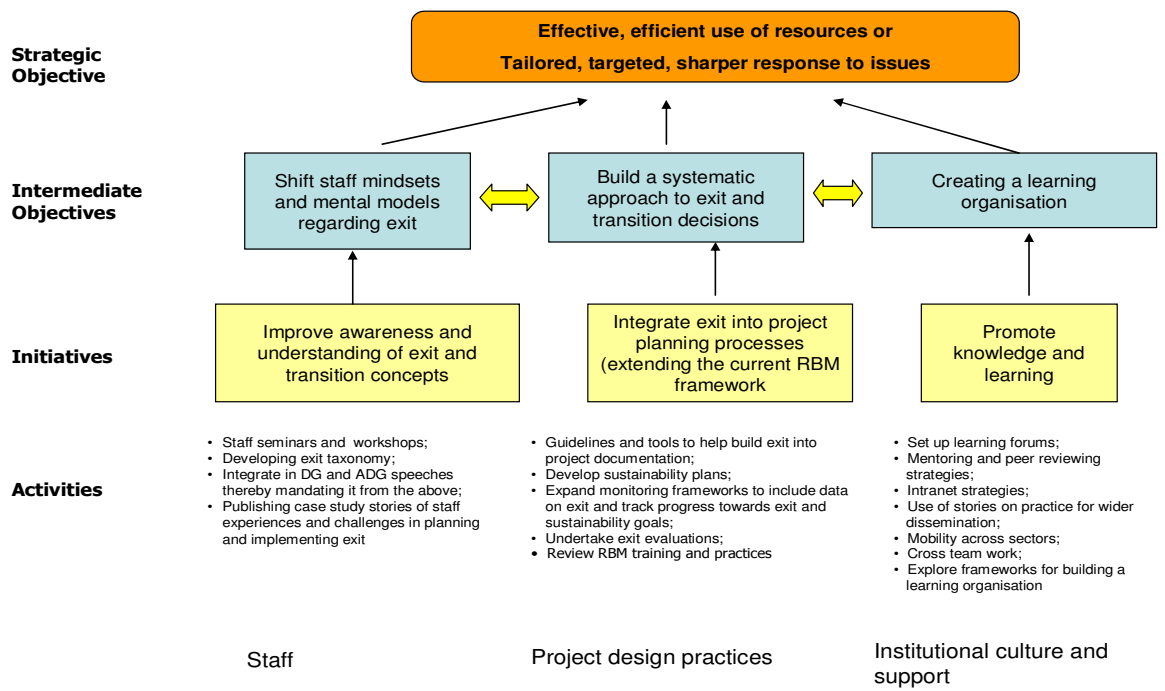 Effective, efficient use of resources or
Tailored, targeted, sharper response to issues
Strategic
Objective
Intermediate
Objectives
Shift staff mindsets
and mental models
regarding exit
Build a systematic
approach to exit and
transition decisions
Creating a learning
organisation
Initiatives
Improve awareness and
understanding of exit and
transition concepts
Integrate exit into project
planning processes
(extending the current RBM
framework
Promote
knowledge and
learning
Activities
• Staff seminars and workshops;
• Developing exit taxonomy;
• Integrate in DG and ADG speeches
thereby mandating it from the above;
• Publishing case study stories of staff
experiences and challenges in planning
and implementing exit
• Guidelines and tools to help build exit into
project documentation;
• Develop sustainability plans;
• Expand monitoring frameworks to include data
on exit and track progress towards exit and
sustainability goals;
• Undertake exit evaluations;
• Review RBM training and practices
• Set up learning forums;
• Mentoring and peer reviewing
strategies;
• Intranet strategies;
• Use of stories on practice for wider
dissemination;
• Mobility across sectors;
• Cross team work;
• Explore frameworks for building a
learning organisation
Staff
Project design practices
Institutional culture and
support